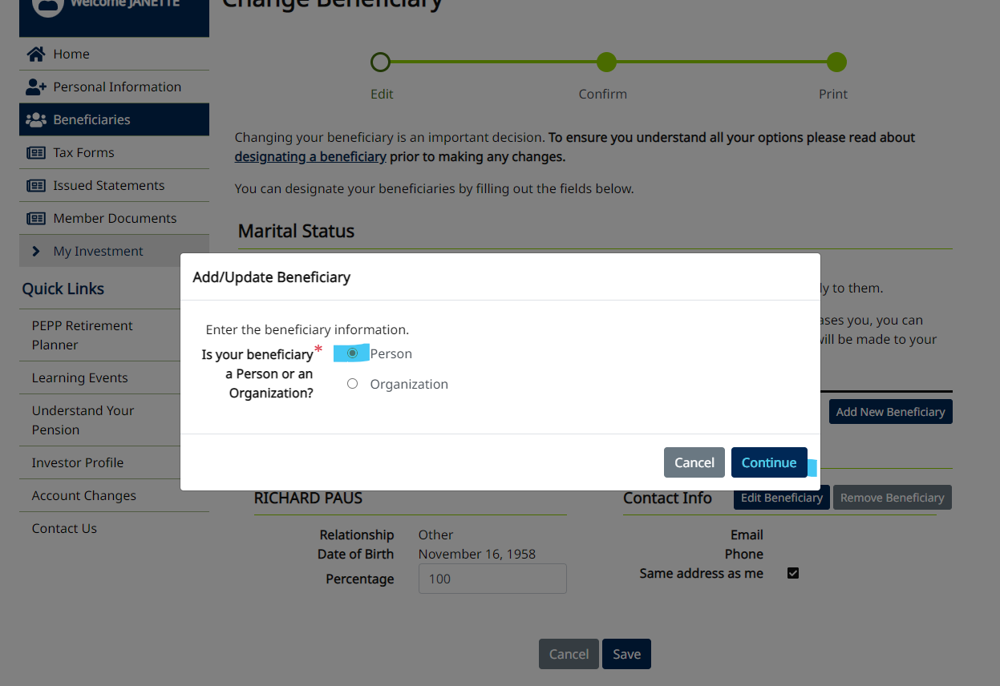 Welcome JANETTE
Change Beneficiary
Home
Personal Information
Beneficiaries
Tax Forms
Issued Statements
Member Documents
My Investment
Quick Links
PEPP Retirement
Planner
Learning Events
Understand Your
Pension
Investor Profile
Account Changes
Contact Us
Edit
Confirm
Print
Changing your beneficiary is an important decision. To ensure you understand all your options please read about
designating a beneficiary prior to making any changes.
You can designate your beneficiaries by filling out the fields below.
Marital Status
ly to them.
ases you, you can
will be made to your
Add New Beneficiary
Add/Update Beneficiary
Enter the beneficiary information.
Is your beneficiary*
a Person or an
Organization?
Person
Organization
Cancel
Continue
RICHARD PAUS
Relationship Other
Date of Birth November 16, 1958
Percentage 100
Contact Info
Edit Beneficiary
Remove Beneficiary
Email
Phone
Same address as me
Cancel
Save